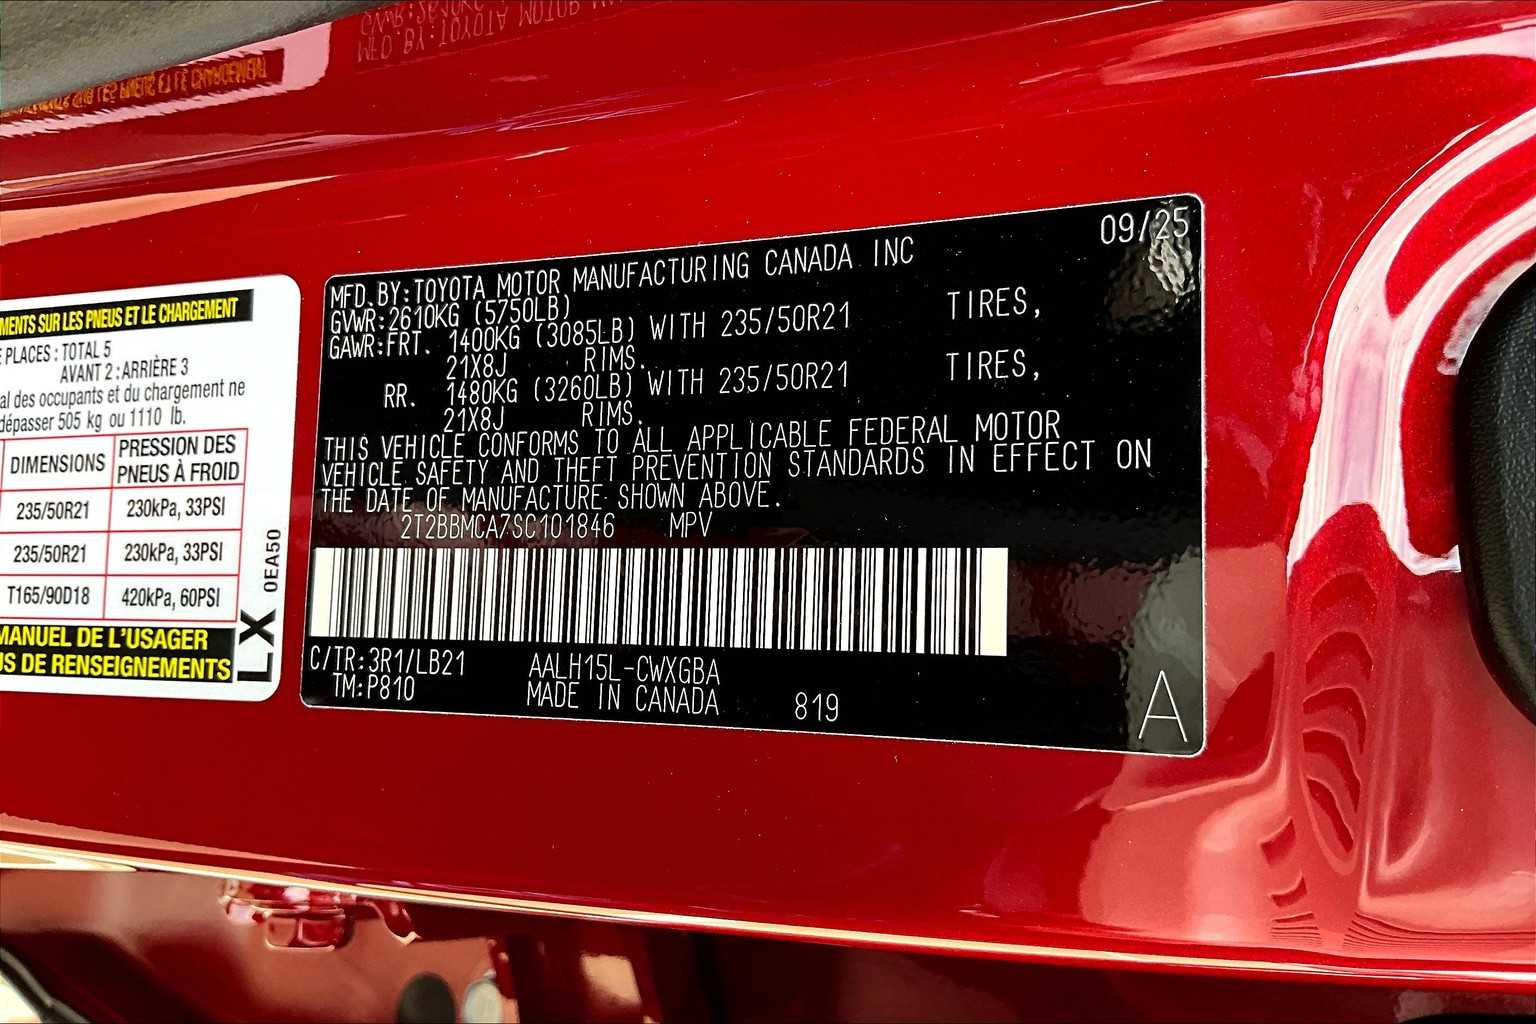 MENTS SUR LES PNEUS ET LE CHARGEMENT
PLACES : TOTAL 5
AVANT 2 : ARRIÈRE 3
al des occupants et du chargement ne
dépasser 505 kg ou 1110 lb.
DIMENSIONS PRESSION DES PNEUS À FROID
235/50R21 230kPa, 33PSI
235/50R21 230kPa, 33PSI
T165/90D18 420kPa, 60PSI
MANUEL DE L'USAGER
US DE RENSEIGNEMENTS
LX 0EA50
09/25
MFD.BY:TOYOTA MOTOR MANUFACTURING CANADA INC
GVWR:2610KG (5750LB)
GAWR:FRT. 1400KG (3085LB) WITH 235/50R21 TIRES,
21X8J RIMS.
RR. 1480KG (3260LB) WITH 235/50R21 TIRES,
21X8J RIMS.
THIS VEHICLE CONFORMS TO ALL APPLICABLE FEDERAL MOTOR
VEHICLE SAFETY AND THEFT PREVENTION STANDARDS IN EFFECT ON
THE DATE OF MANUFACTURE SHOWN ABOVE.
2T2BBMCA7SC101846 MPV
C/TR:3R1/LB21 AALH15L-CWXGBA
TM:P810 MADE IN CANADA 819
A